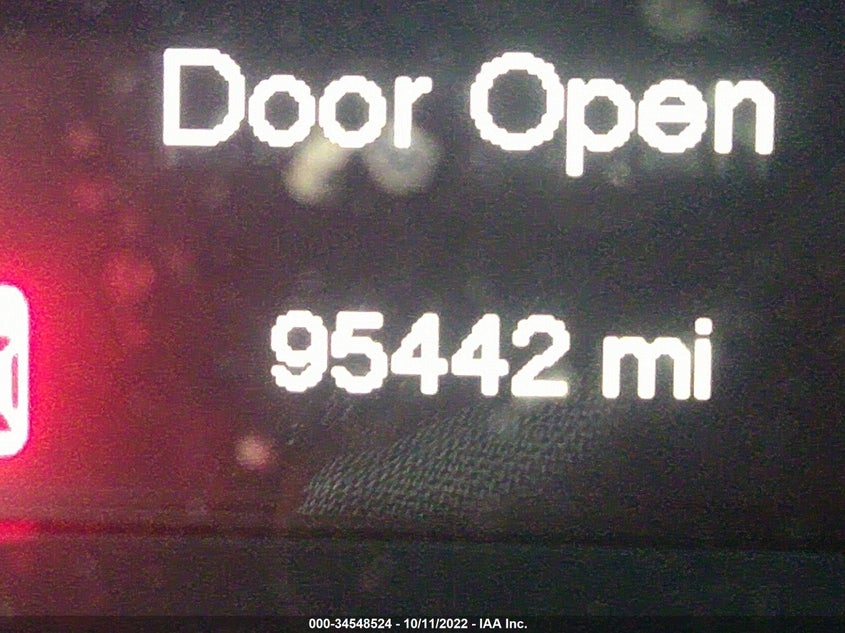 Door Open
95442 mi
000-34548524 - 10/11/2022 - IAA Inc.